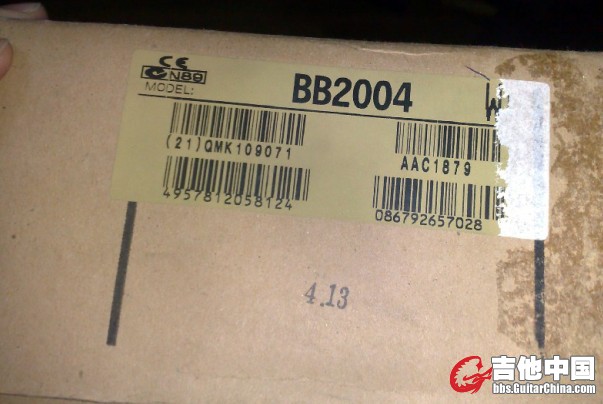 CE
N89
MODEL:
BB2004
W
(21)QMK109071
AAC1879
4957812058124
086792657028
4.13
吉他中国
bbs.GuitarChina.com